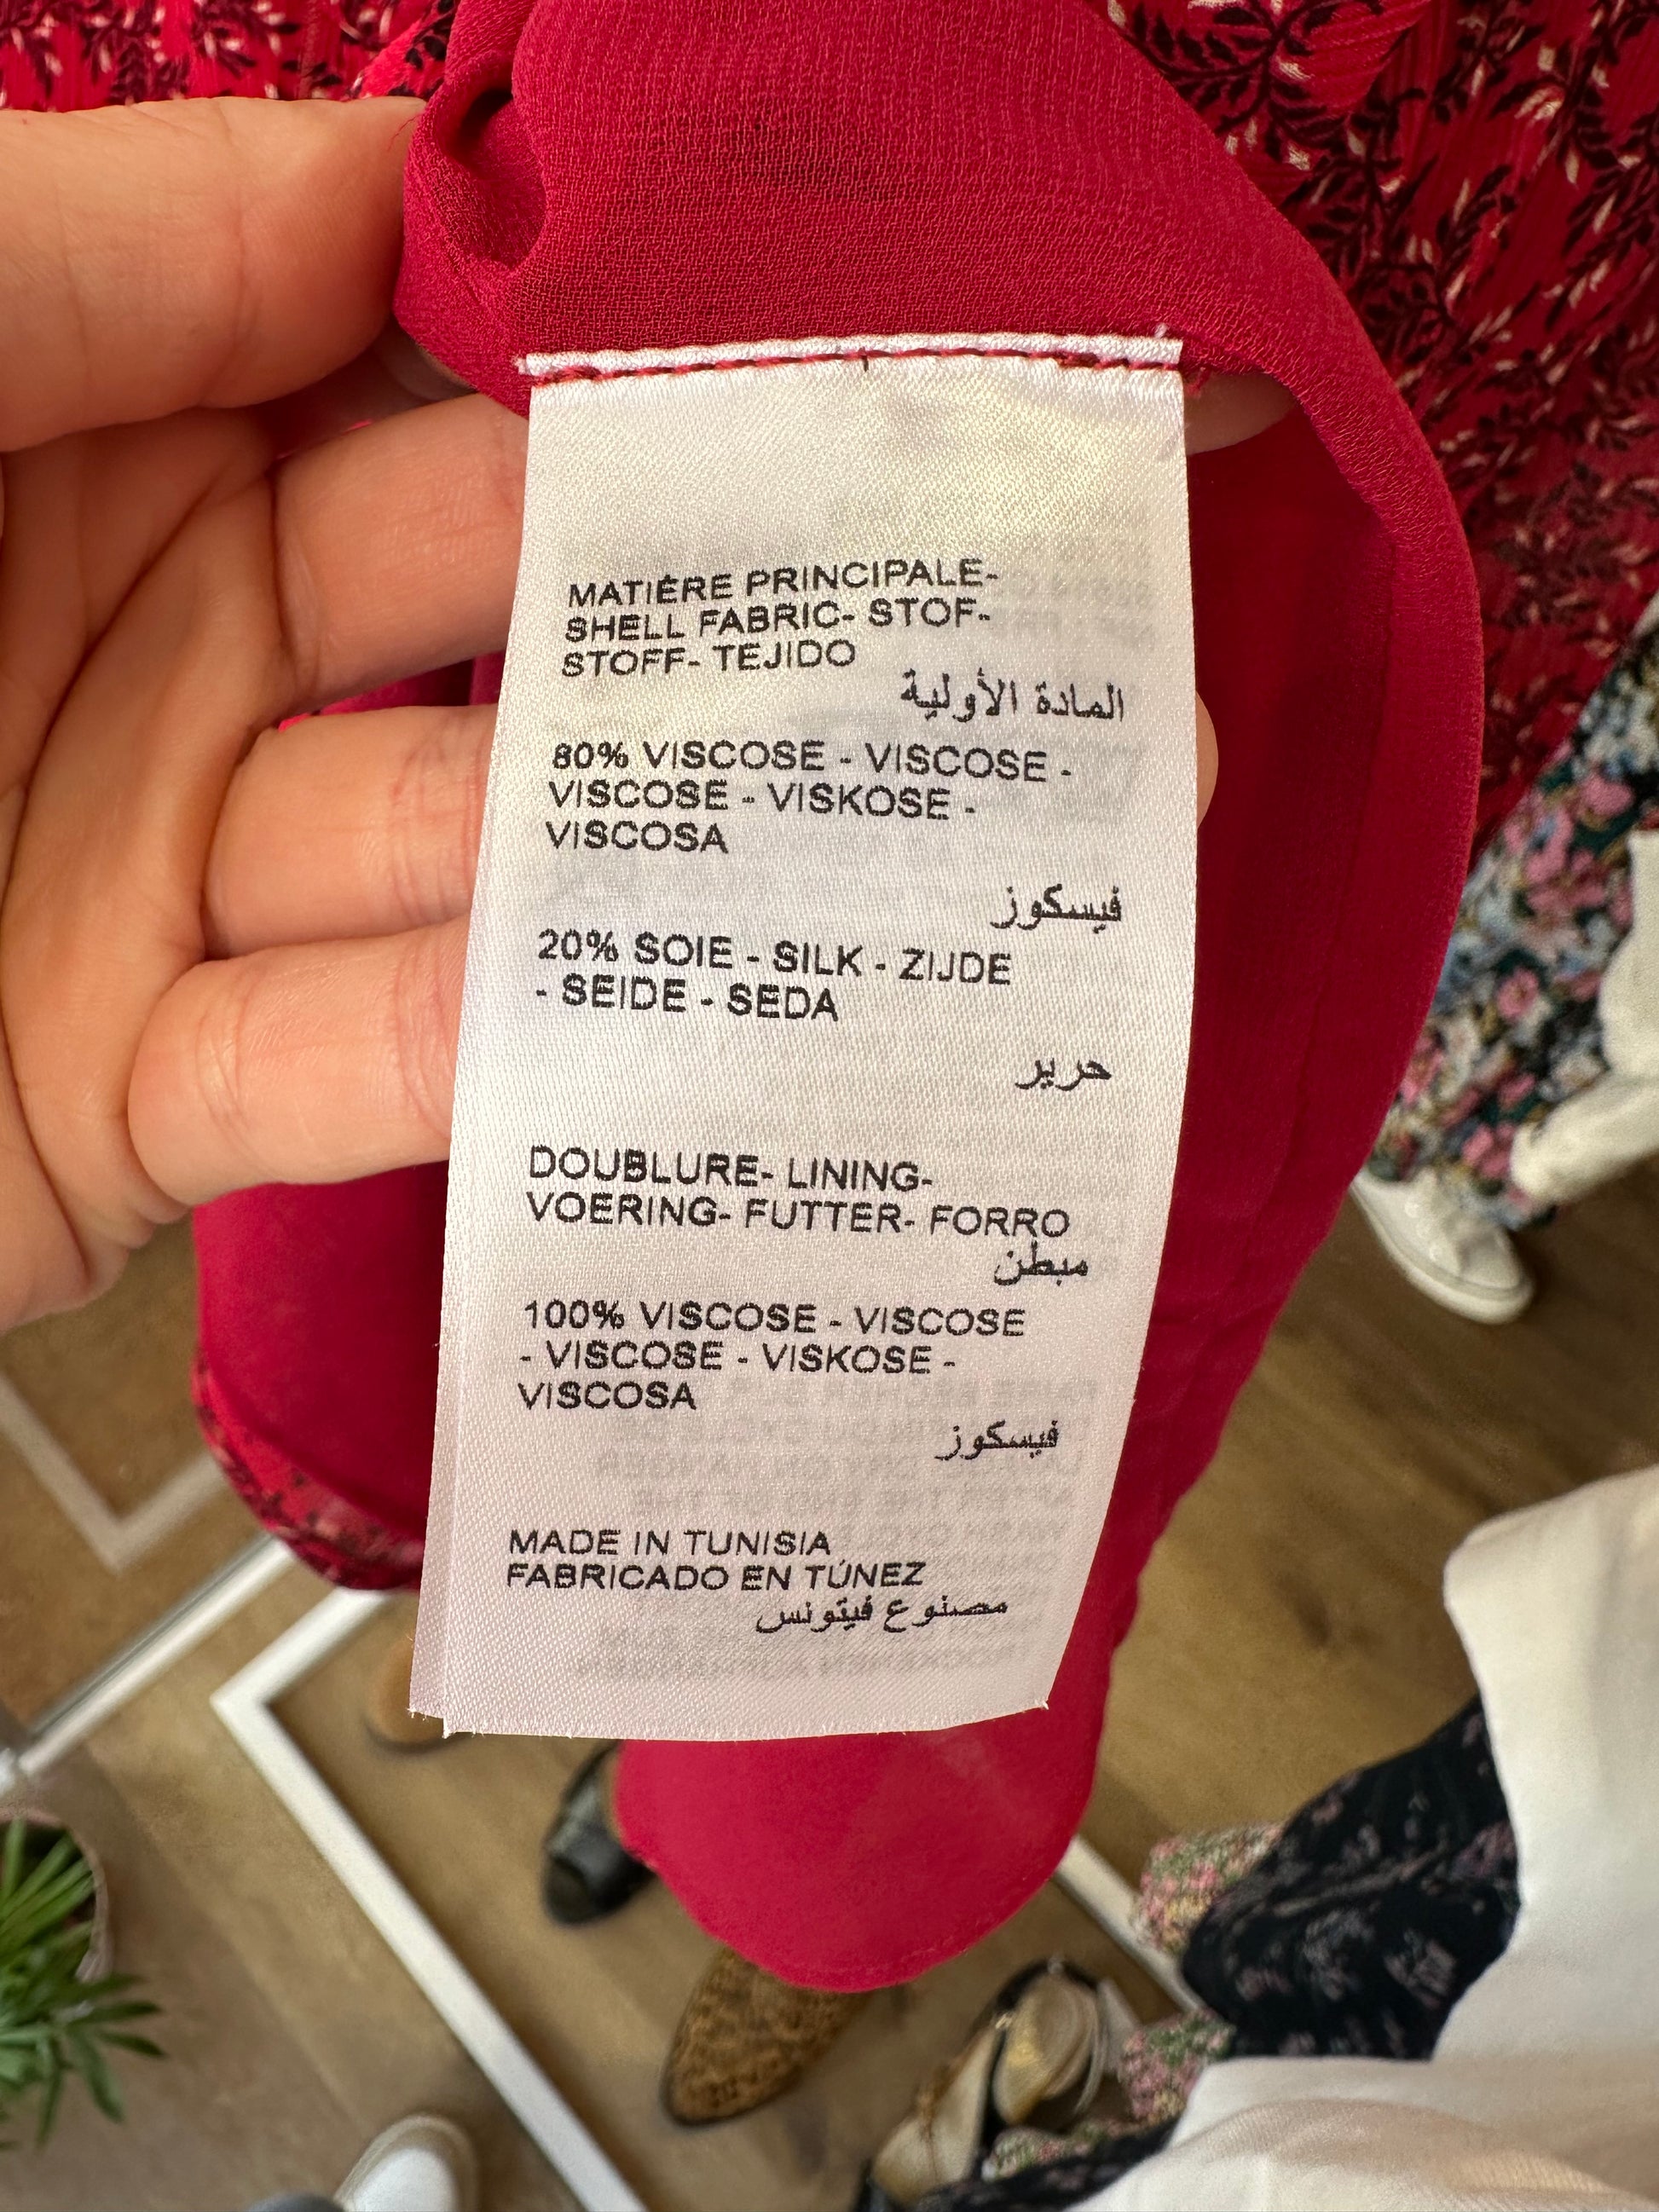 MATIÈRE PRINCIPALE-
SHELL FABRIC- STOF-
STOFF- TEJIDO
المادة الأولية
80% VISCOSE - VISCOSE -
VISCOSE - VISKOSE -
VISCOSA
فيسكوز
20% SOIE - SILK - ZIJDE
- SEIDE - SEDA
حرير
DOUBLURE- LINING-
VOERING- FUTTER- FORRO
مبطن
100% VISCOSE - VISCOSE
- VISCOSE - VISKOSE -
VISCOSA
فيسكوز
MADE IN TUNISIA
FABRICADO EN TÚNEZ
مصنوع فيتونس